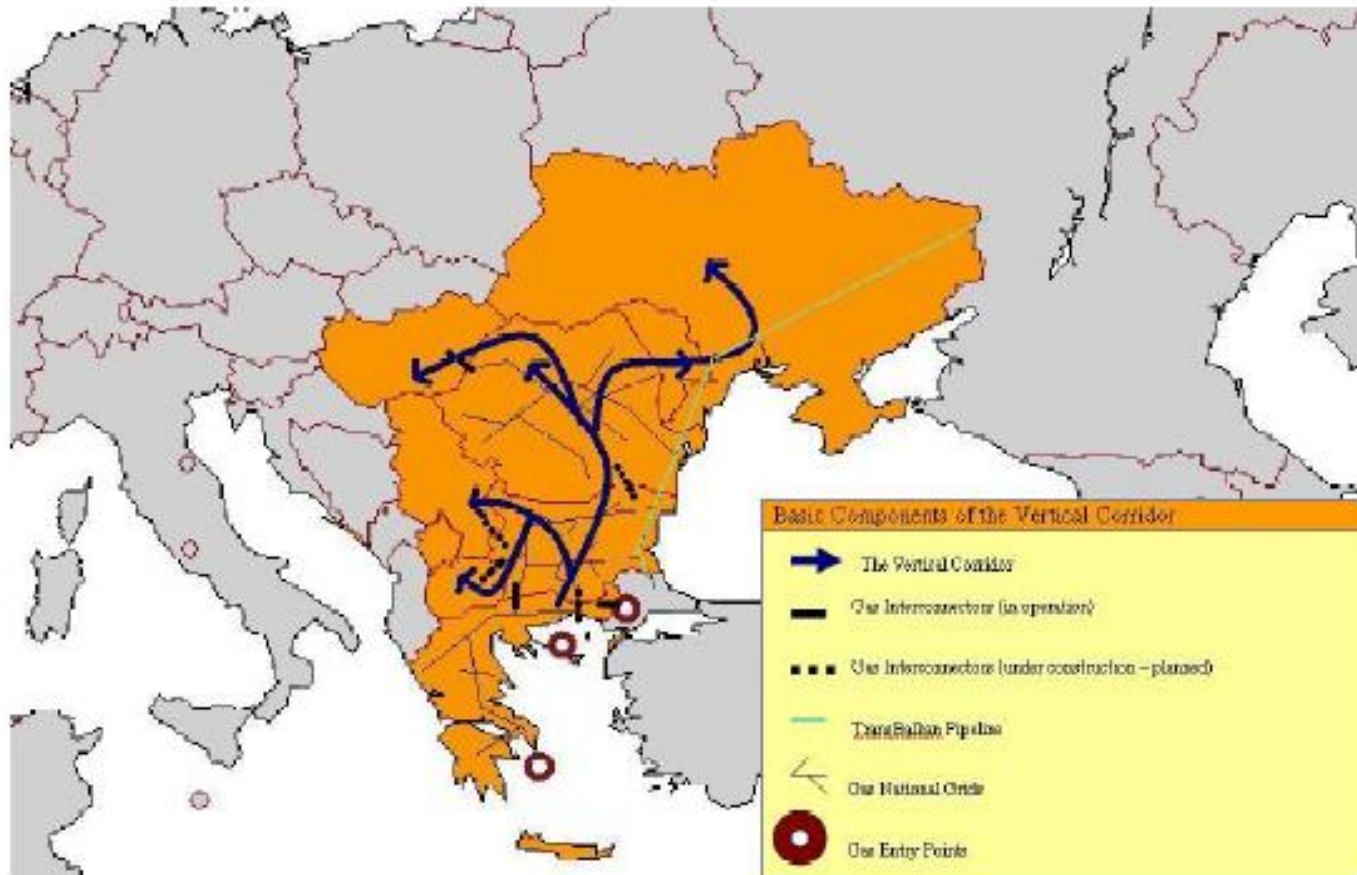 Basic Components of the Vertical Corridor
The Vertical Corridor
Gas Interconnectors (in operation)
Gas Interconnectors (under construction – planned)
TransBalkan Pipeline
Gas National Grids
Gas Entry Points